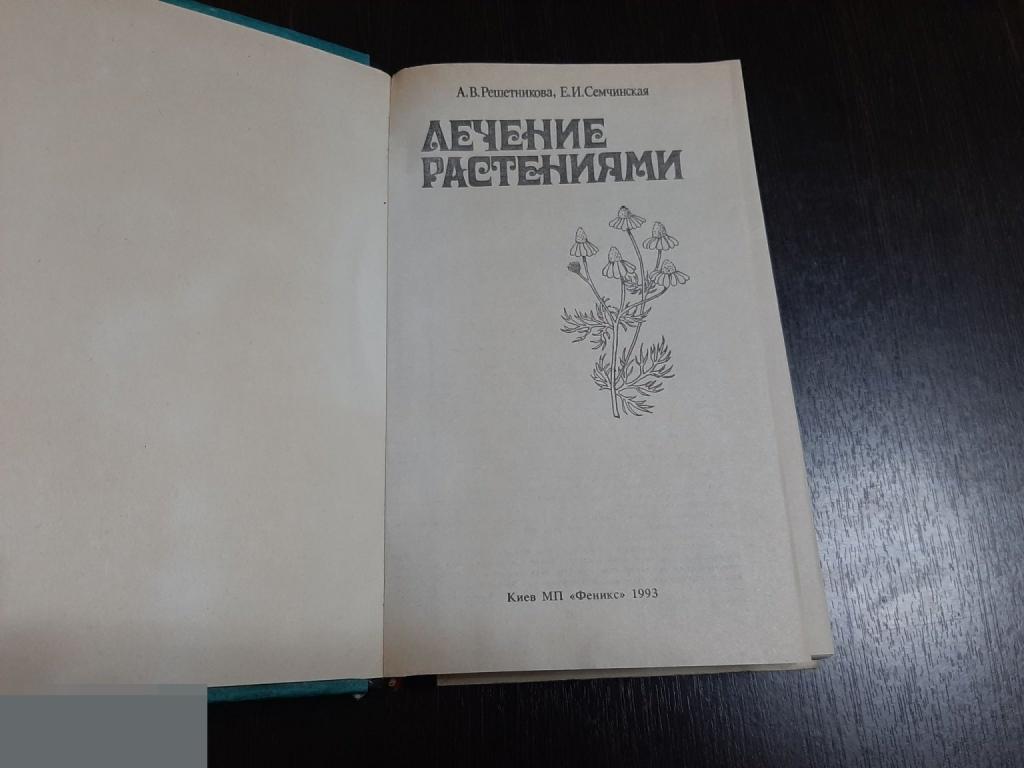 А.В.Решетникова, Е.И.Семчинская
ЛЕЧЕНИЕ
РАСТЕНИЯМИ
Киев МП «Феникс» 1993